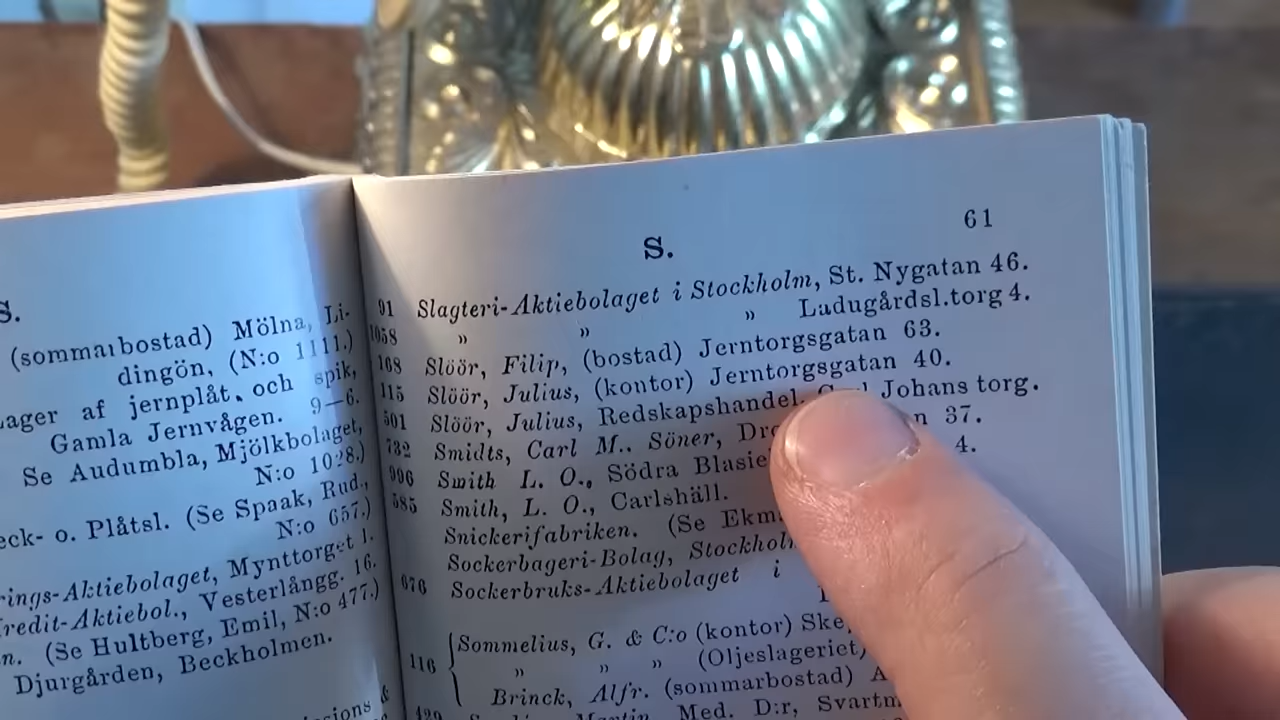 S.
(sommarbostad) Mölna, Li-
dingön, (N:o 1111.)
lager af jernplåt, och spik,
Gamla Jernvågen. 9—6.
Se Audumbla, Mjölkbolaget,
N:o 1028.)
o. Plåtsl. (Se Spaak, Rud.,
N:o 657.)
Aktiebolaget, Mynttorget 1.
Aktiebol., Vesterlångg. 16.
(Se Hultberg, Emil, N:o 477.)
Djurgården, Beckholmen.
&
61
S.
91 Slagteri-Aktiebolaget i Stockholm, St. Nygatan 46.
1058 » » » Ladugårdsl.torg 4.
168 Slöör, Filip, (bostad) Jerntorgsgatan 63.
115 Slöör, Julius, (kontor) Jerntorgsgatan 40.
501 Slöör, Julius, Redskapshandel. Johans torg.
732 Smidts, Carl M., Söner, 37.
996 Smith L. O., Södra 4.
585 Smith, L. O., Carlshäll.
Snickerifabriken. (Se
Sockerbageri-Bolag,
676 Sockerbruks-Aktiebolaget i
116 Sommelius, G. & C:o (kontor)
» » » (Oljeslageriet)
Brinck, Alfr. (sommarbostad)
Med. D:r,